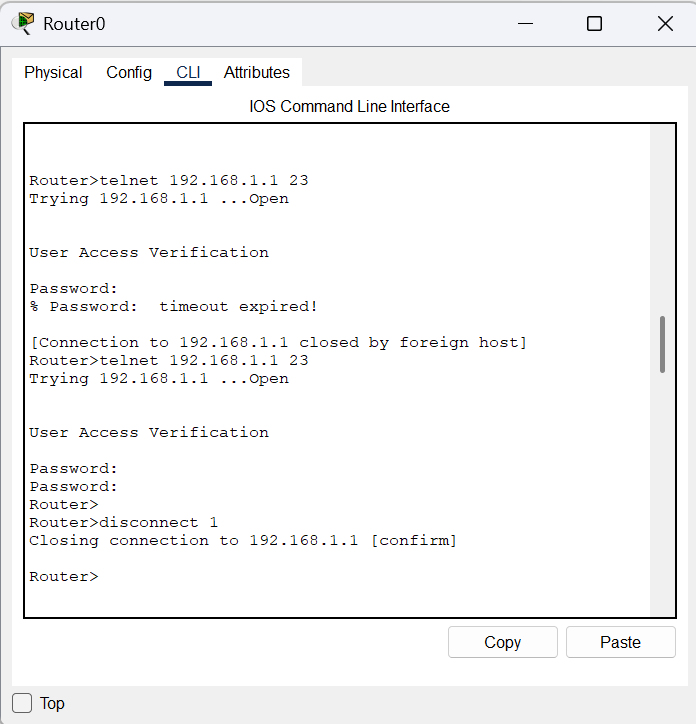 Router0
Physical Config CLI Attributes
IOS Command Line Interface
Router>telnet 192.168.1.1 23
Trying 192.168.1.1 ...Open
User Access Verification
Password:
% Password:  timeout expired!
[Connection to 192.168.1.1 closed by foreign host]
Router>telnet 192.168.1.1 23
Trying 192.168.1.1 ...Open
User Access Verification
Password:
Password:
Router>
Router>disconnect 1
Closing connection to 192.168.1.1 [confirm]
Router>
Copy Paste
Top